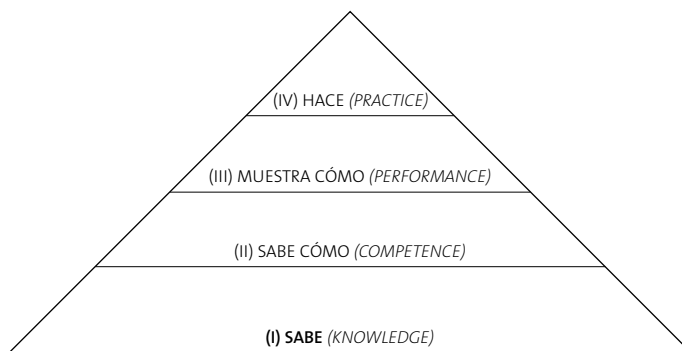 (IV) HACE (PRACTICE)
(III) MUESTRA CÓMO (PERFORMANCE)
(II) SABE CÓMO (COMPETENCE)
(I) SABE (KNOWLEDGE)